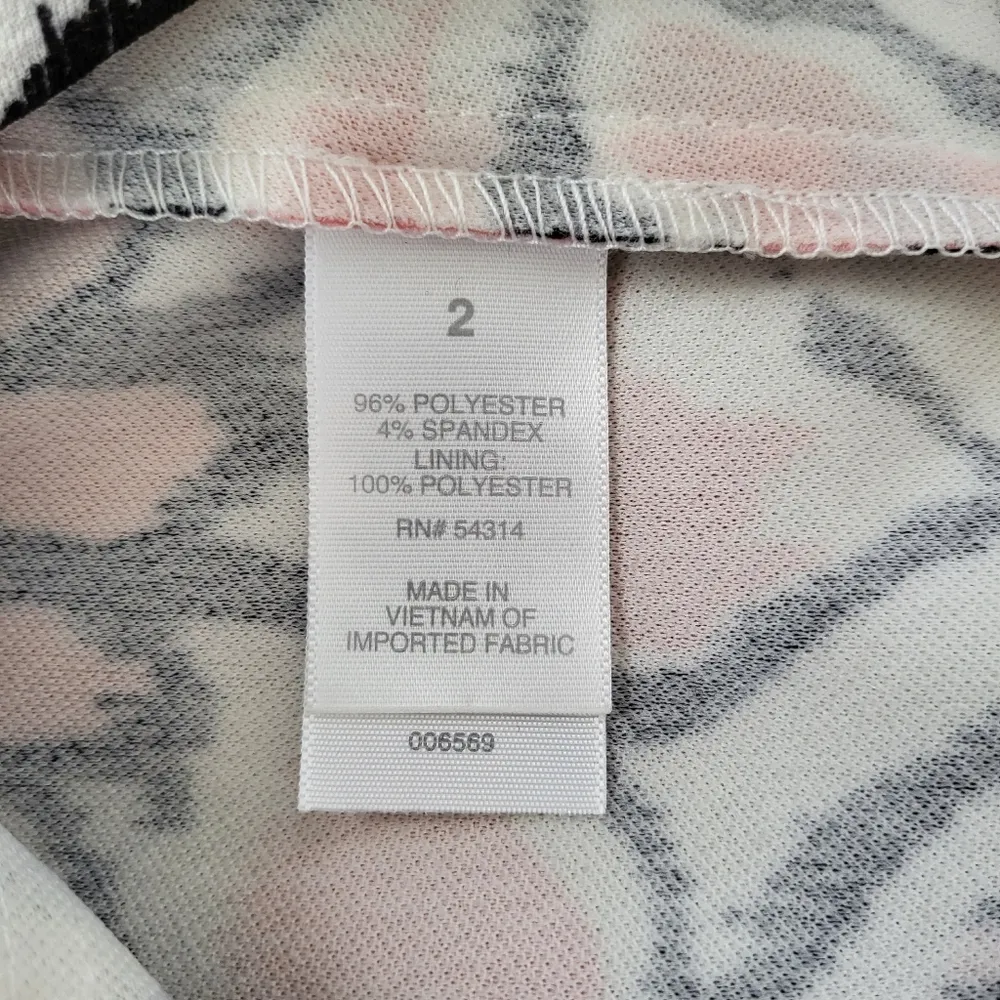 2
96% POLYESTER
4% SPANDEX
LINING:
100% POLYESTER
RN# 54314
MADE IN
VIETNAM OF
IMPORTED FABRIC
006569